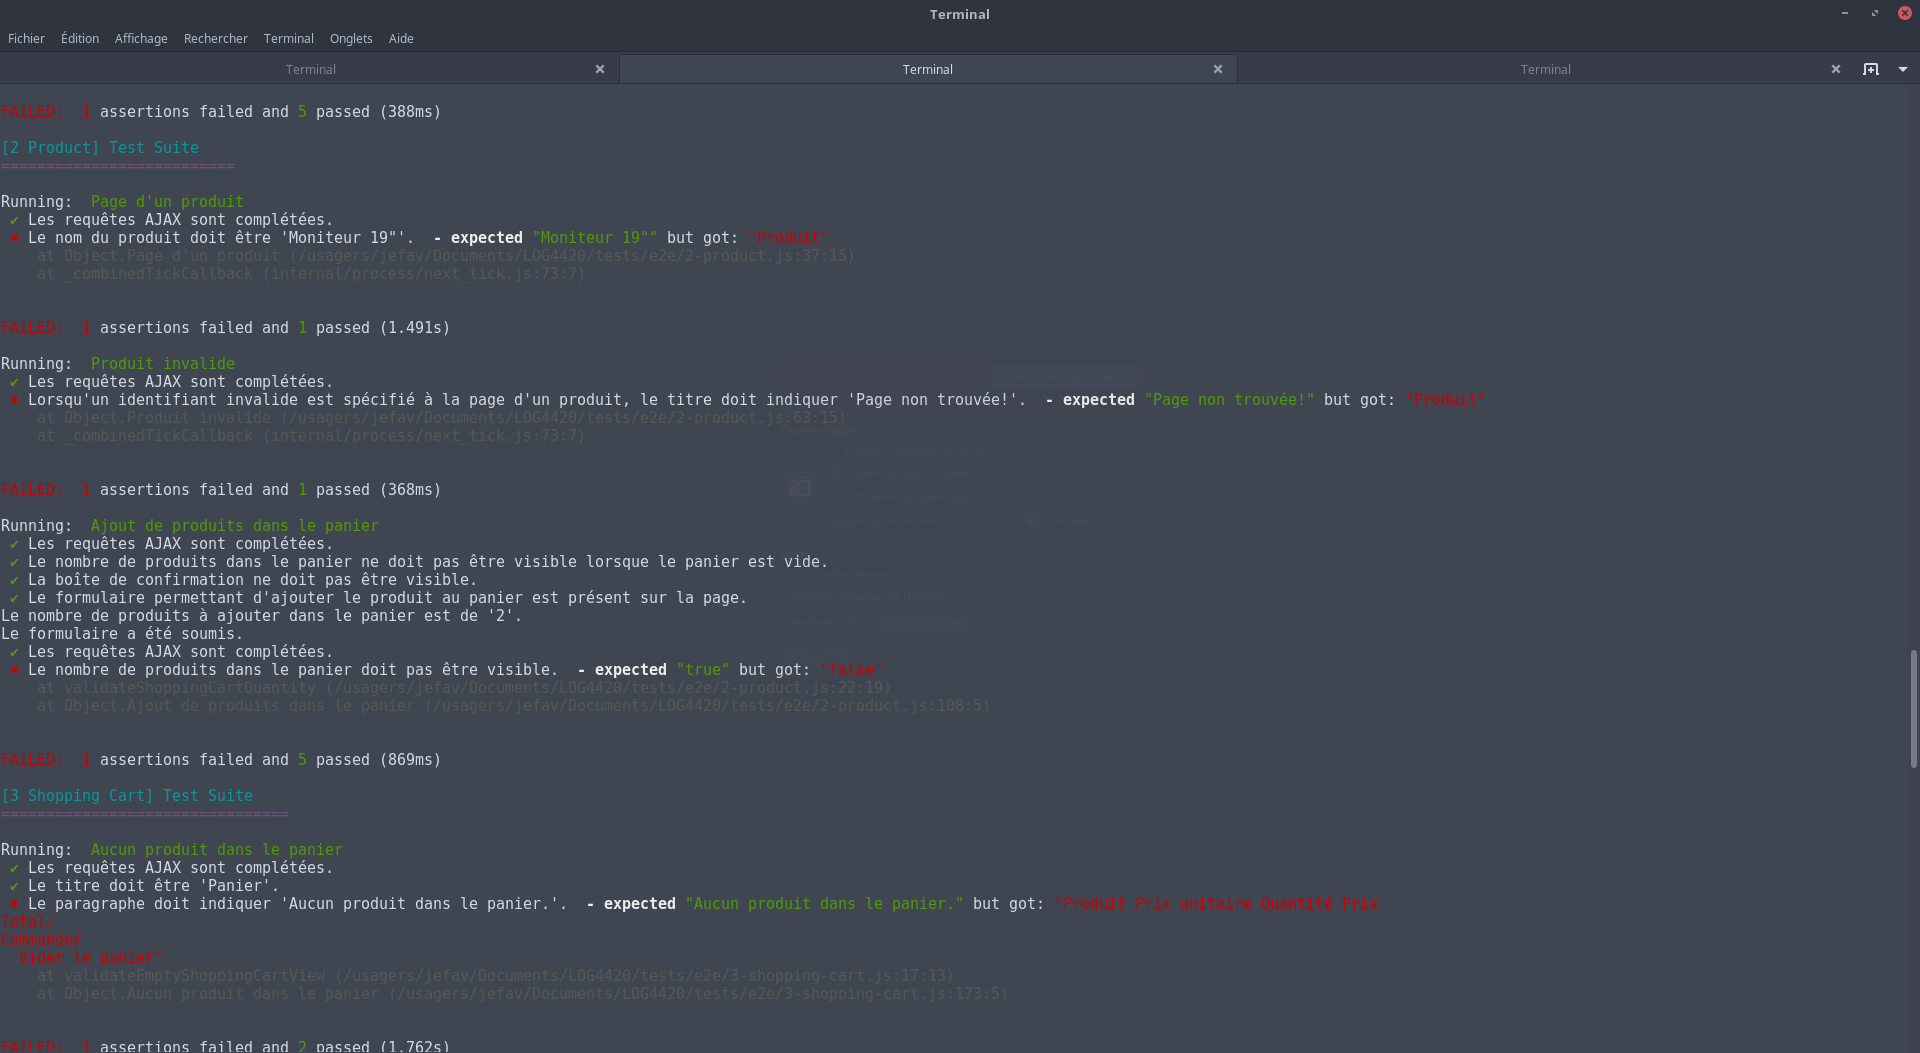 Terminal
Fichier Édition Affichage Rechercher Terminal Onglets Aide
Terminal Terminal Terminal
FAILED:  1 assertions failed and 5 passed (388ms)
[2 Product] Test Suite
==========================
Running:  Page d'un produit
✔ Les requêtes AJAX sont complétées.
✖ Le nom du produit doit être 'Moniteur 19"'.  - expected "Moniteur 19"" but got: "Produit"
at Object.Page d'un produit (/usagers/jefav/Documents/LOG4420/tests/e2e/2-product.js:37:15)
at _combinedTickCallback (internal/process/next_tick.js:73:7)
FAILED:  1 assertions failed and 1 passed (1.491s)
Running:  Produit invalide
✔ Les requêtes AJAX sont complétées.
✖ Lorsqu'un identifiant invalide est spécifié à la page d'un produit, le titre doit indiquer 'Page non trouvée!'.  - expected "Page non trouvée!" but got: "Produit"
at Object.Produit invalide (/usagers/jefav/Documents/LOG4420/tests/e2e/2-product.js:63:15)
at _combinedTickCallback (internal/process/next_tick.js:73:7)
FAILED:  1 assertions failed and 1 passed (368ms)
Running:  Ajout de produits dans le panier
✔ Les requêtes AJAX sont complétées.
✔ Le nombre de produits dans le panier ne doit pas être visible lorsque le panier est vide.
✔ La boîte de confirmation ne doit pas être visible.
✔ Le formulaire permettant d'ajouter le produit au panier est présent sur la page.
Le nombre de produits à ajouter dans le panier est de '2'.
Le formulaire a été soumis.
✔ Les requêtes AJAX sont complétées.
✖ Le nombre de produits dans le panier doit pas être visible.  - expected "true" but got: "false"
at validateShoppingCartQuantity (/usagers/jefav/Documents/LOG4420/tests/e2e/2-product.js:22:19)
at Object.Ajout de produits dans le panier (/usagers/jefav/Documents/LOG4420/tests/e2e/2-product.js:108:5)
FAILED:  1 assertions failed and 5 passed (869ms)
[3 Shopping Cart] Test Suite
================================
Running:  Aucun produit dans le panier
✔ Les requêtes AJAX sont complétées.
✔ Le titre doit être 'Panier'.
✖ Le paragraphe doit indiquer 'Aucun produit dans le panier.'.  - expected "Aucun produit dans le panier." but got: "Produit Prix unitaire Quantité Prix
Total:
Commander
Vider le panier"
at validateEmptyShoppingCartView (/usagers/jefav/Documents/LOG4420/tests/e2e/3-shopping-cart.js:17:13)
at Object.Aucun produit dans le panier (/usagers/jefav/Documents/LOG4420/tests/e2e/3-shopping-cart.js:173:5)
FAILED:  1 assertions failed and 2 passed (1.762s)